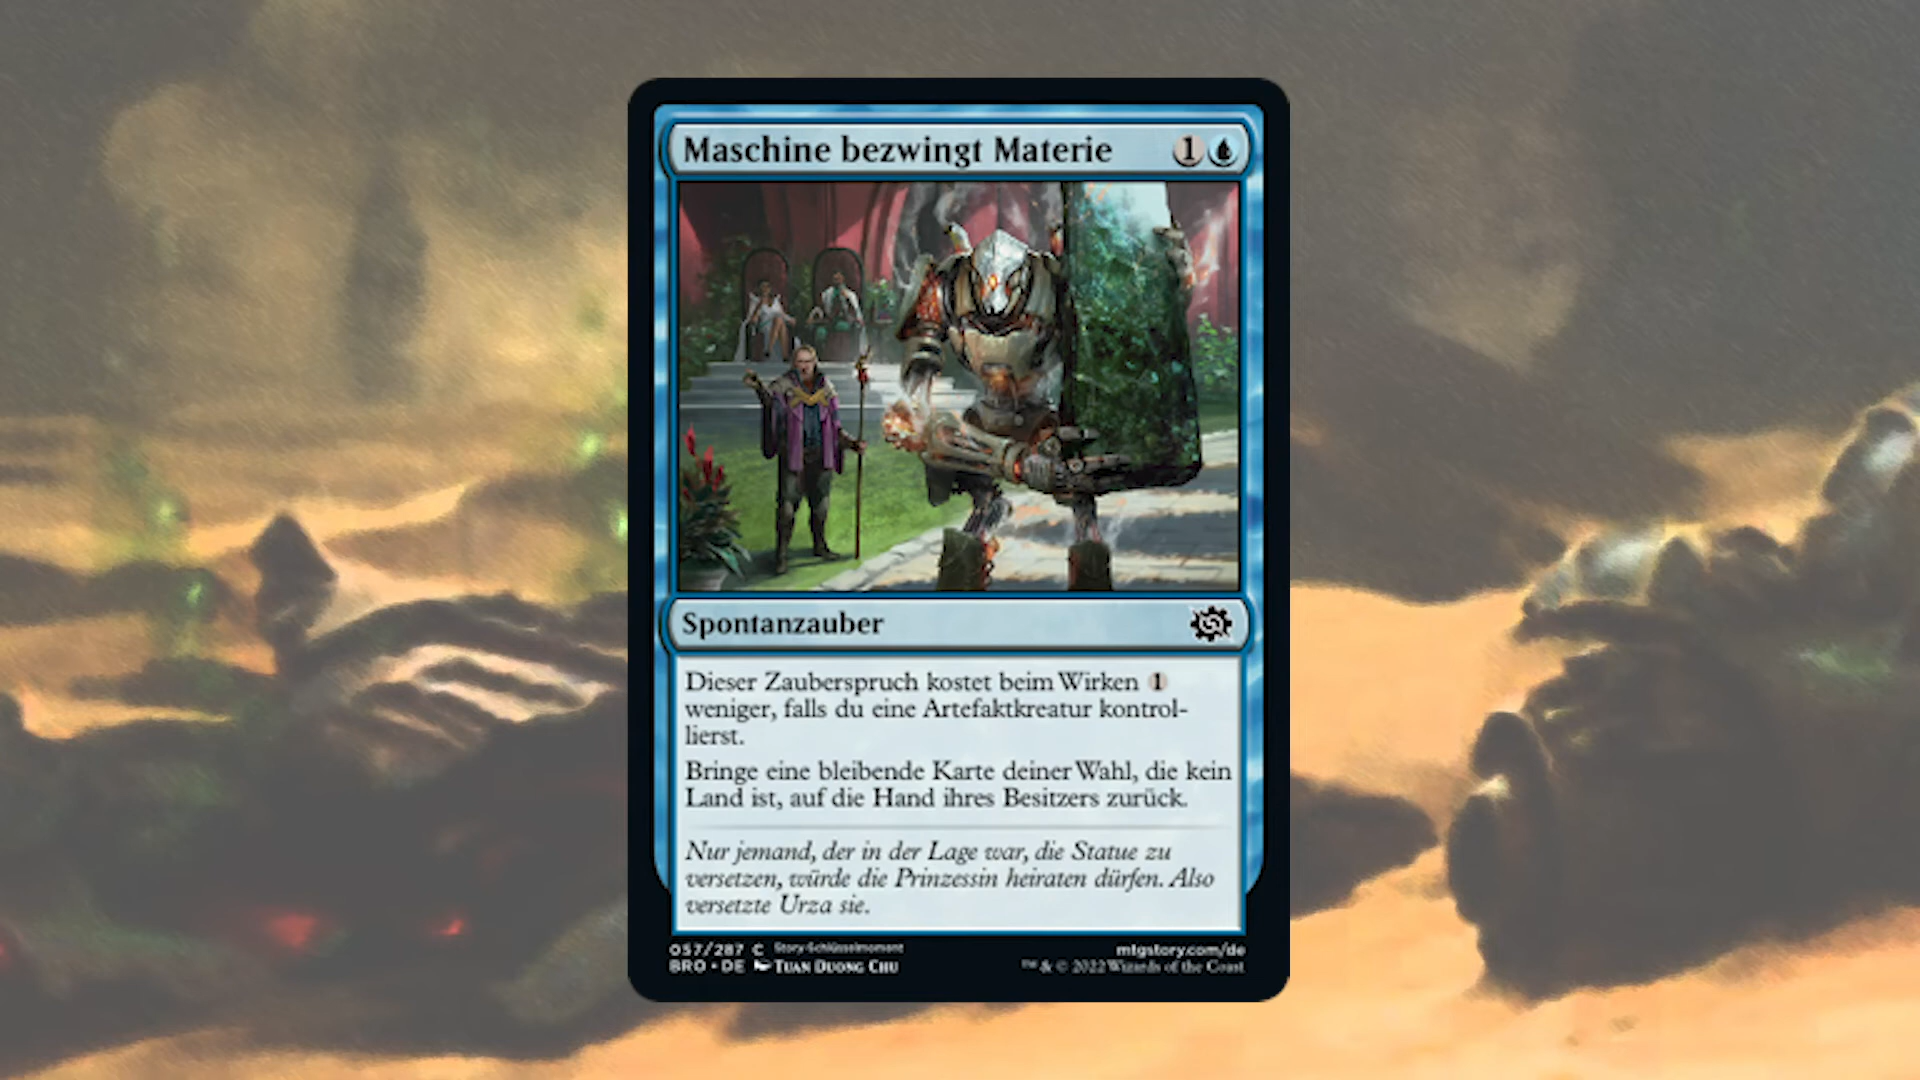 Maschine bezwingt Materie 1
Spontanzauber
Dieser Zauberspruch kostet beim Wirken 1
weniger, falls du eine Artefaktkreatur kontrol-
lierst.
Bringe eine bleibende Karte deiner Wahl, die kein
Land ist, auf die Hand ihres Besitzers zurück.
Nur jemand, der in der Lage war, die Statue zu
versetzen, würde die Prinzessin heiraten dürfen. Also
versetzte Urza sie.
057/287 C Story-Schlüsselmoment
mtgstory.com/de
BRO • DE Tuan Duong Chu
™ & © 2022 Wizards of the Coast